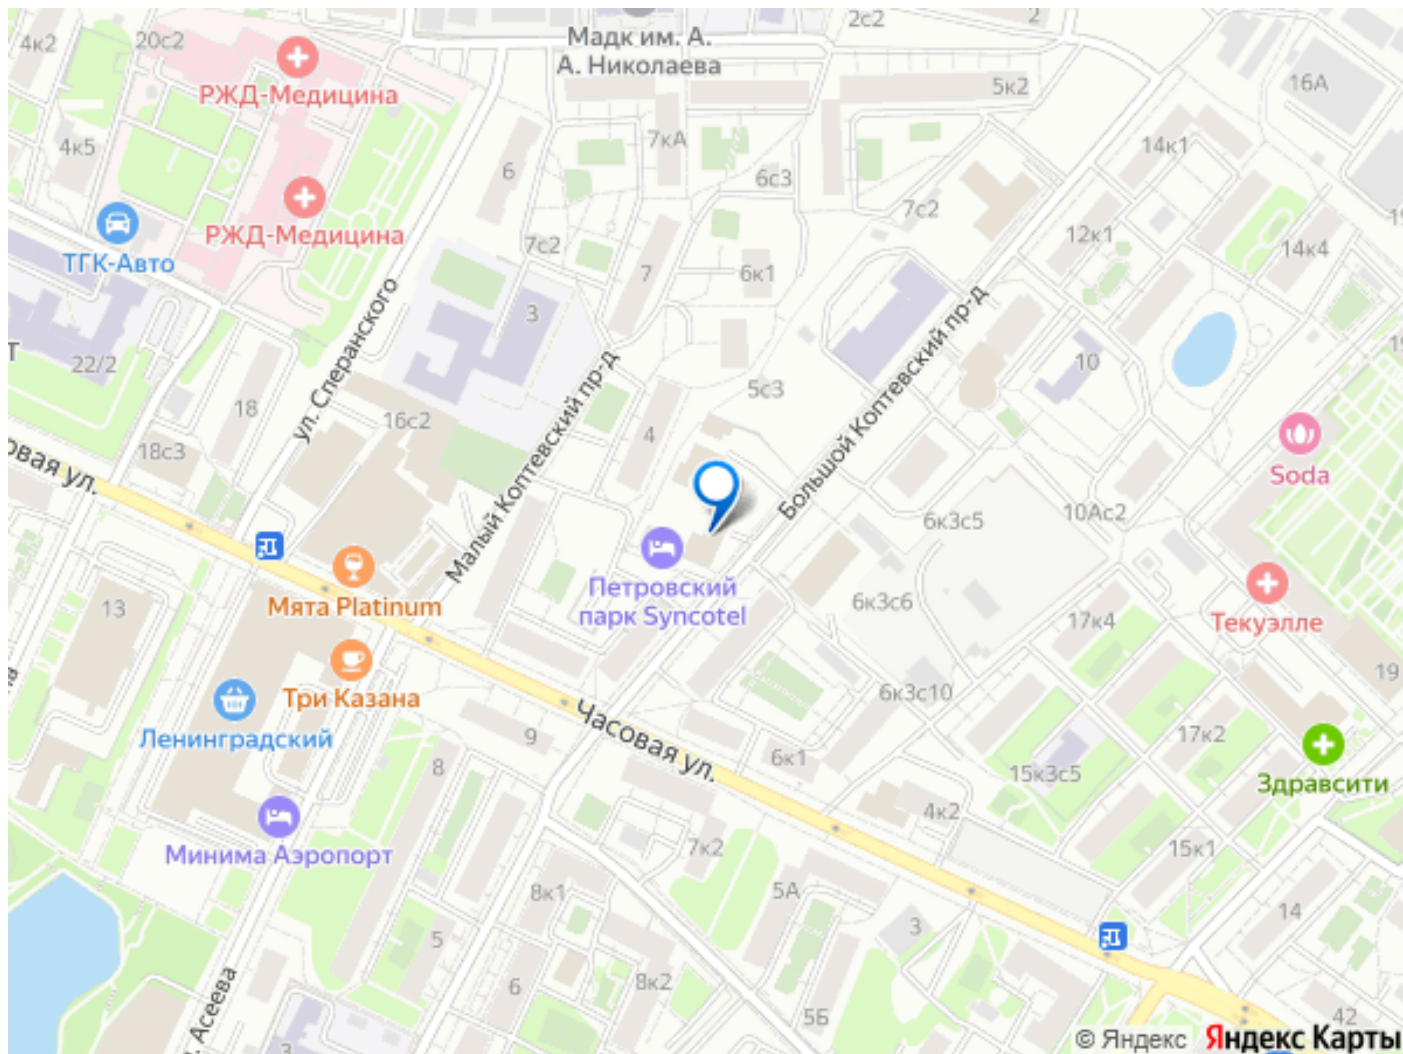 2с2
2
4к2
20с2
Мадк им. А.
А. Николаева
РЖД-Медицина
5к2
16А
4к5
7кА
14к1
6
6с3
РЖД-Медицина
7с2
12к1
ТГК-Авто
7с2
14к4
7
6к1
3
ул. Сперанского
Большой Коптевский пр-д
22/2
10
Малый Коптевский пр-д
5с3
18
16с2
4
18с3
овая ул.
Soda
6к3с5
10Ас2
Петровский
парк Syncotel
Мята Platinum
13
6к3с6
17к4
Текуэлле
19
Три Казана
6к3с10
Ленинградский
9
Часовая ул.
17к2
6к1
15к3с5
8
Здравсити
4к2
Минима Аэропорт
7к2
15к1
8к1
5А
14
5
3
6
8к2
. Асеева
5Б
42
3
© Яндекс Яндекс Карты